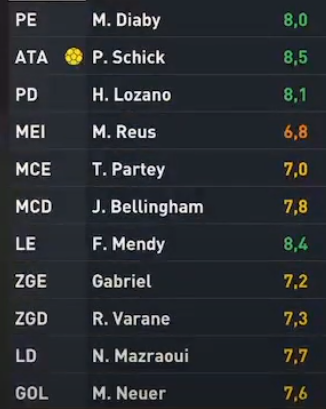 PE M. Diaby 8,0
ATA P. Schick 8,5
PD H. Lozano 8,1
MEI M. Reus 6,8
MCE T. Partey 7,0
MCD J. Bellingham 7,8
LE F. Mendy 8,4
ZGE Gabriel 7,2
ZGD R. Varane 7,3
LD N. Mazraoui 7,7
GOL M. Neuer 7,6